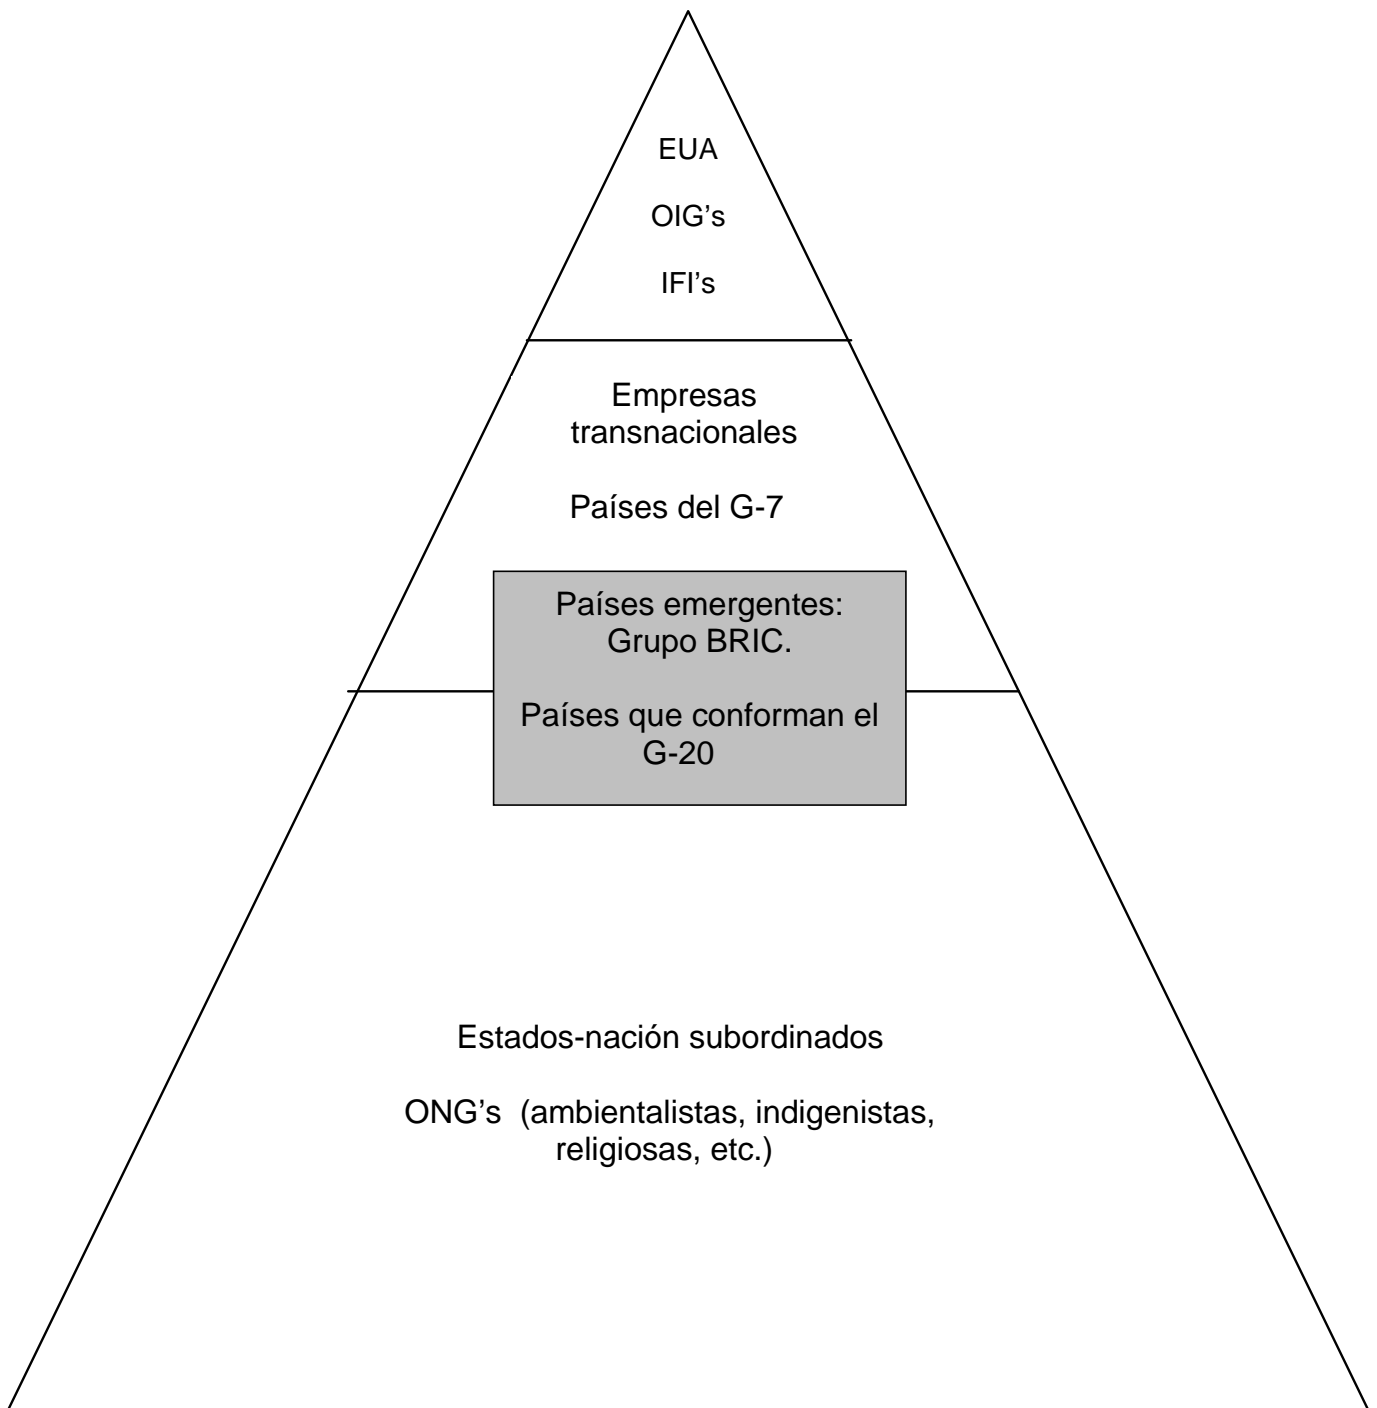 EUA
OIG’s
IFI’s
Empresas
transnacionales
Países del G-7
Países emergentes:
Grupo BRIC.
Países que conforman el
G-20
Estados-nación subordinados
ONG’s (ambientalistas, indigenistas,
religiosas, etc.)